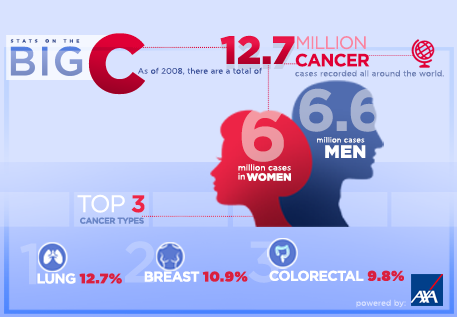 STATS ON THE
BIG C
As of 2008, there are a total of
12.7 MILLION
CANCER
cases recorded all around the world.
6
million cases
in WOMEN
6.6
million cases
MEN
TOP 3
CANCER TYPES
1 2 3
LUNG 12.7%
BREAST 10.9%
COLORECTAL 9.8%
powered by: AXA